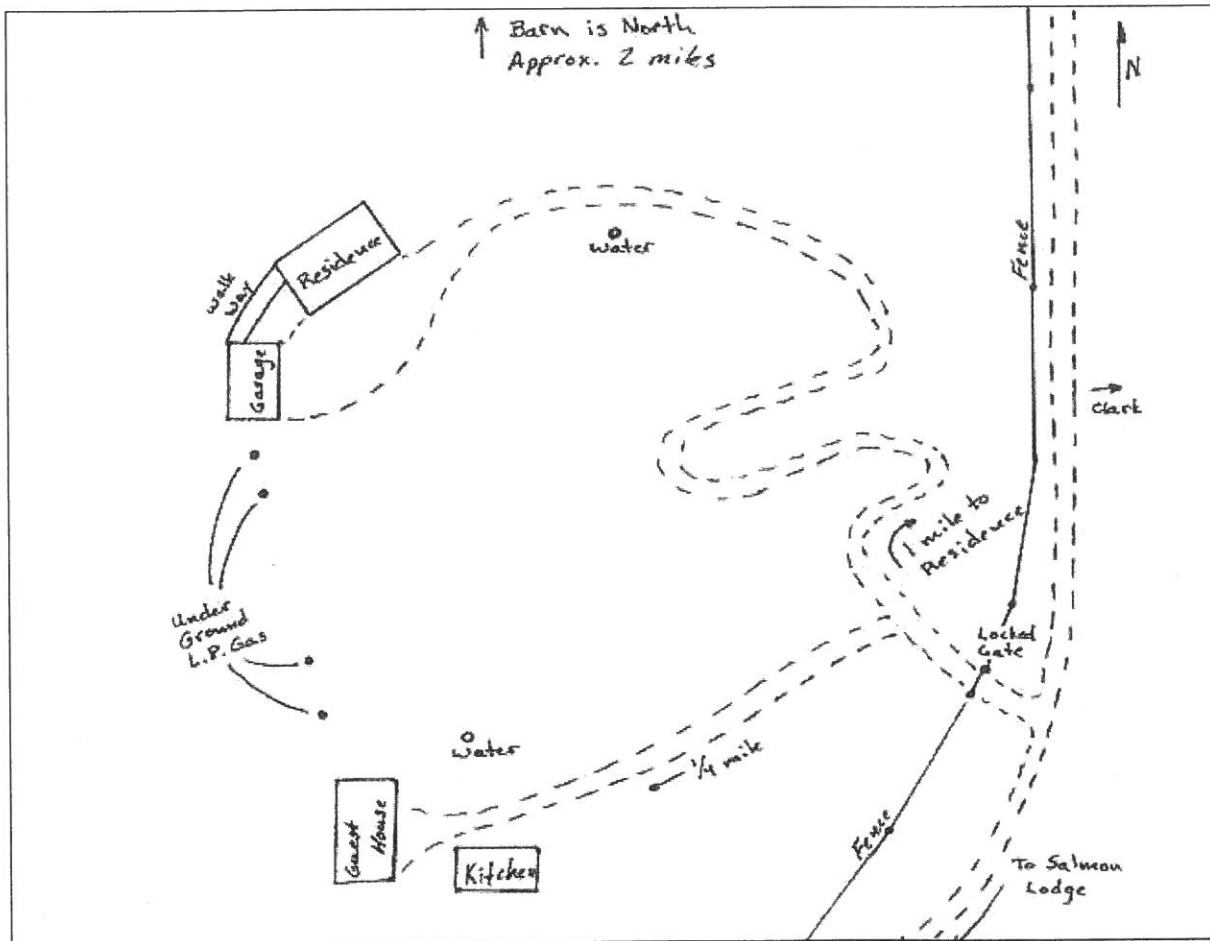 Barn is North
Approx. 2 miles
N
Residence
Water
Walk
way
Fence
Garage
Clark
1 mile to
Residence
Under
Ground
L.P. Gas
Locked
Gate
Water
1/4 mile
Guest
House
Kitchen
Fence
To Salmon
Lodge